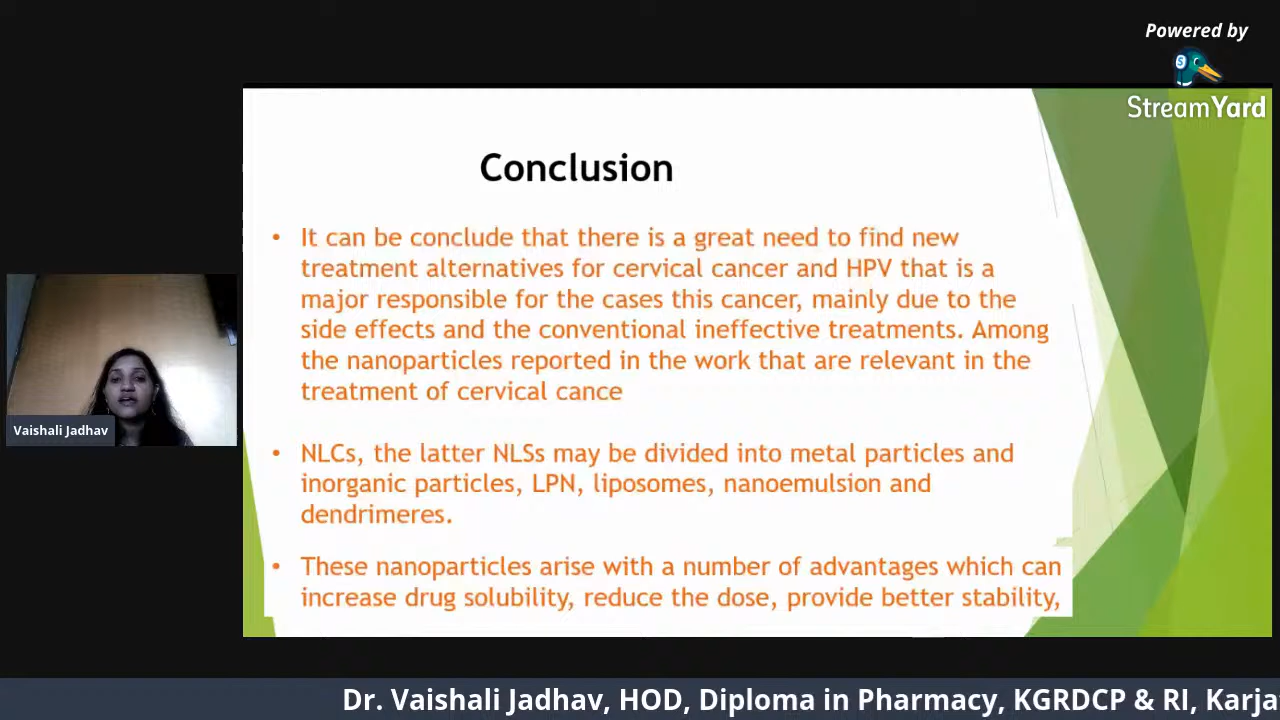 Powered by
StreamYard
Conclusion
• It can be conclude that there is a great need to find new
treatment alternatives for cervical cancer and HPV that is a
major responsible for the cases this cancer, mainly due to the
side effects and the conventional ineffective treatments. Among
the nanoparticles reported in the work that are relevant in the
treatment of cervical cance
• NLCs, the latter NLSs may be divided into metal particles and
inorganic particles, LPN, liposomes, nanoemulsion and
dendrimeres.
• These nanoparticles arise with a number of advantages which can
increase drug solubility, reduce the dose, provide better stability,
Vaishali Jadhav
Dr. Vaishali Jadhav, HOD, Diploma in Pharmacy, KGRDCP & RI, Karja